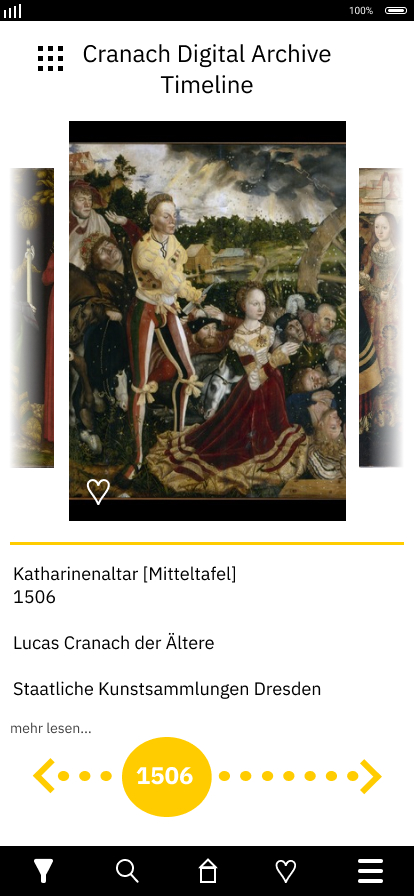 100%
Cranach Digital Archive
Timeline
Katharinenaltar [Mitteltafel]
1506
Lucas Cranach der Ältere
Staatliche Kunstsammlungen Dresden
mehr lesen...
1506